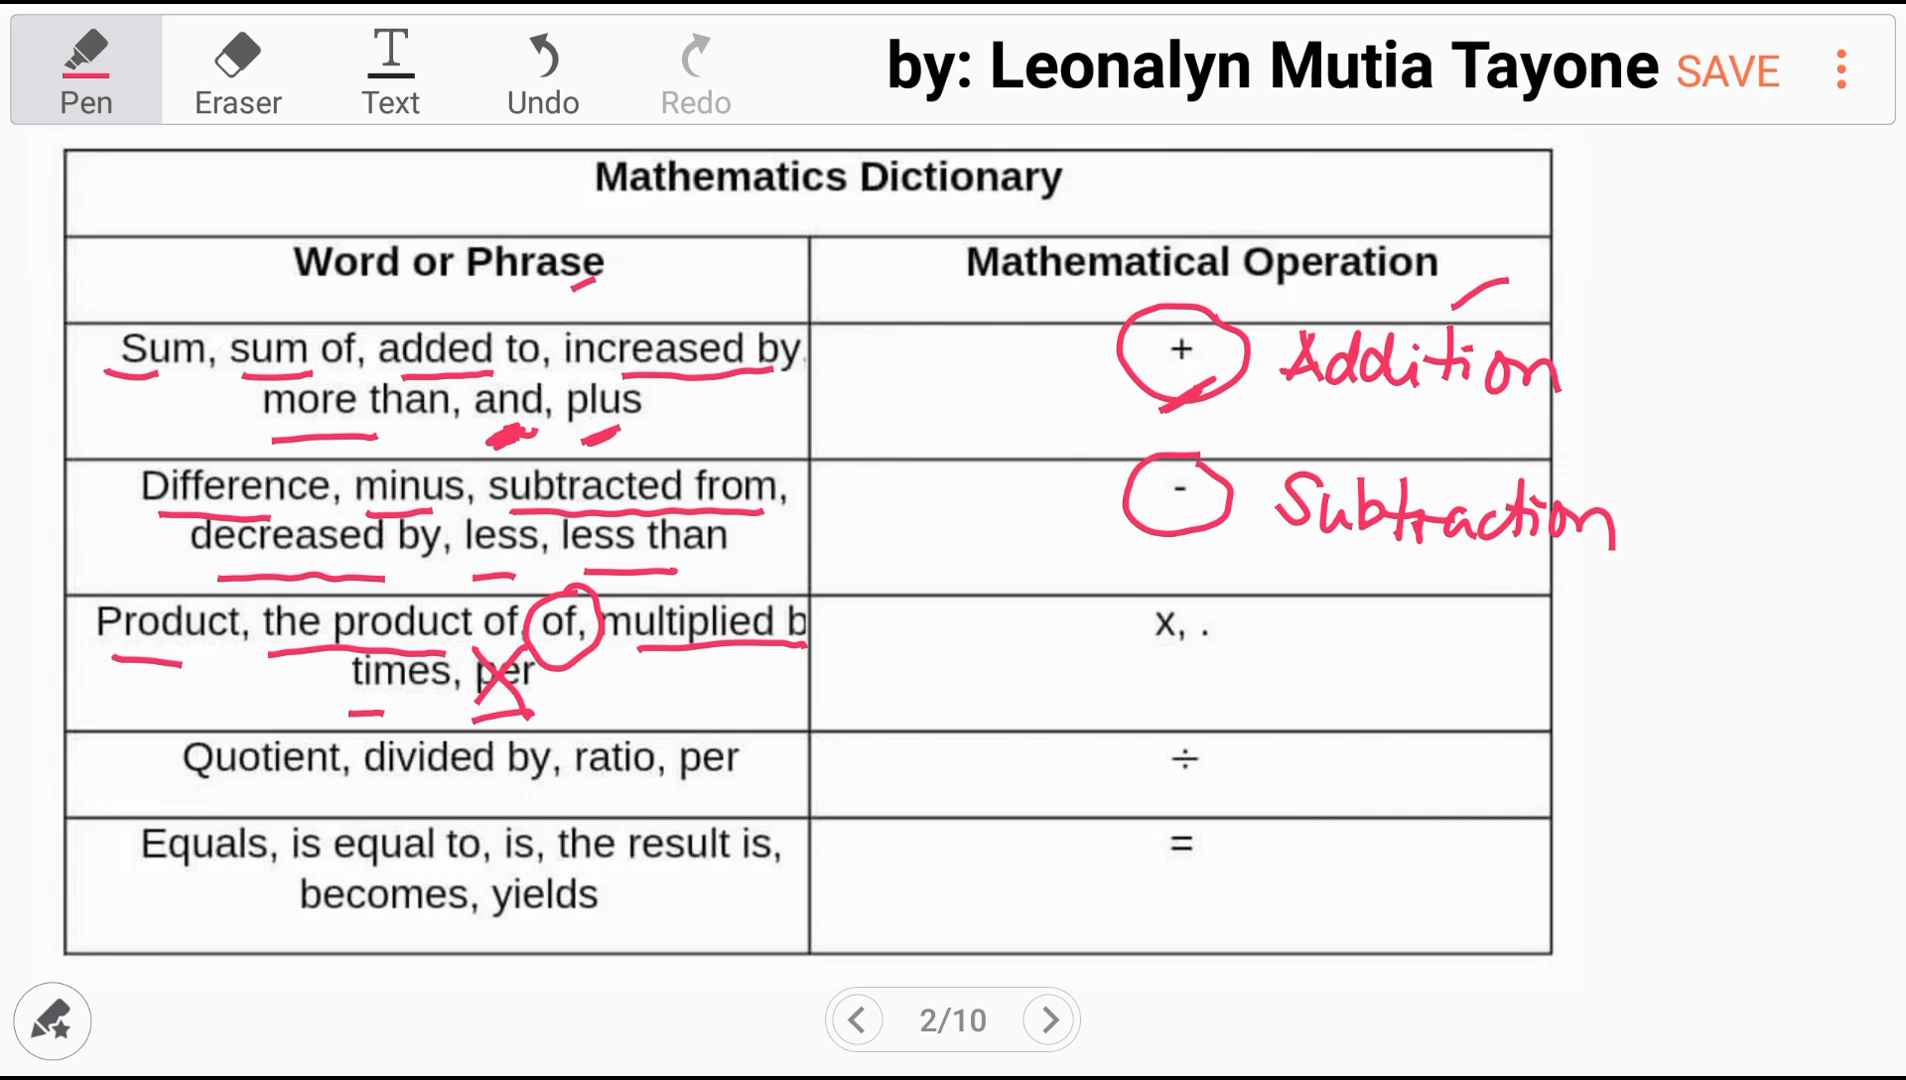 by: Leonalyn Mutia Tayone SAVE
Pen Eraser Text Undo Redo
Mathematics Dictionary
Word or Phrase Mathematical Operation
Sum, sum of, added to, increased by, + Addition
more than, and, plus
Difference, minus, subtracted from, - Subtraction
decreased by, less, less than
Product, the product of, of, multiplied b x, .
times, per
Quotient, divided by, ratio, per ÷
Equals, is equal to, is, the result is, =
becomes, yields
2/10